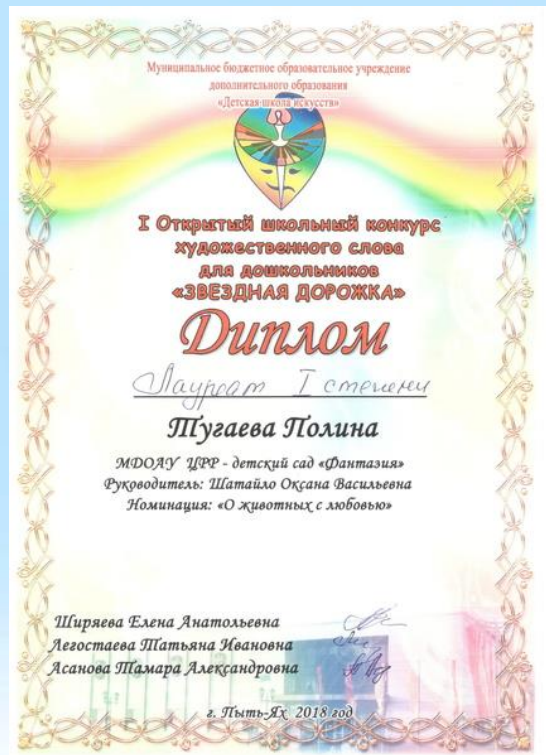 Муниципальное бюджетное образовательное учреждение
дополнительного образования
«Детская школа искусств»
I Открытый школьный конкурс
художественного слова
для дошкольников
«ЗВЕЗДНАЯ ДОРОЖКА»
Диплом
Лауреат I степени
Тугаева Полина
МДОАУ ЦРР - детский сад «Фантазия»
Руководитель: Шатайло Оксана Васильевна
Номинация: «О животных с любовью»
Ширяева Елена Анатольевна
Легостаева Татьяна Ивановна
Асанова Тамара Александровна
г. Пыть-Ях 2018 год